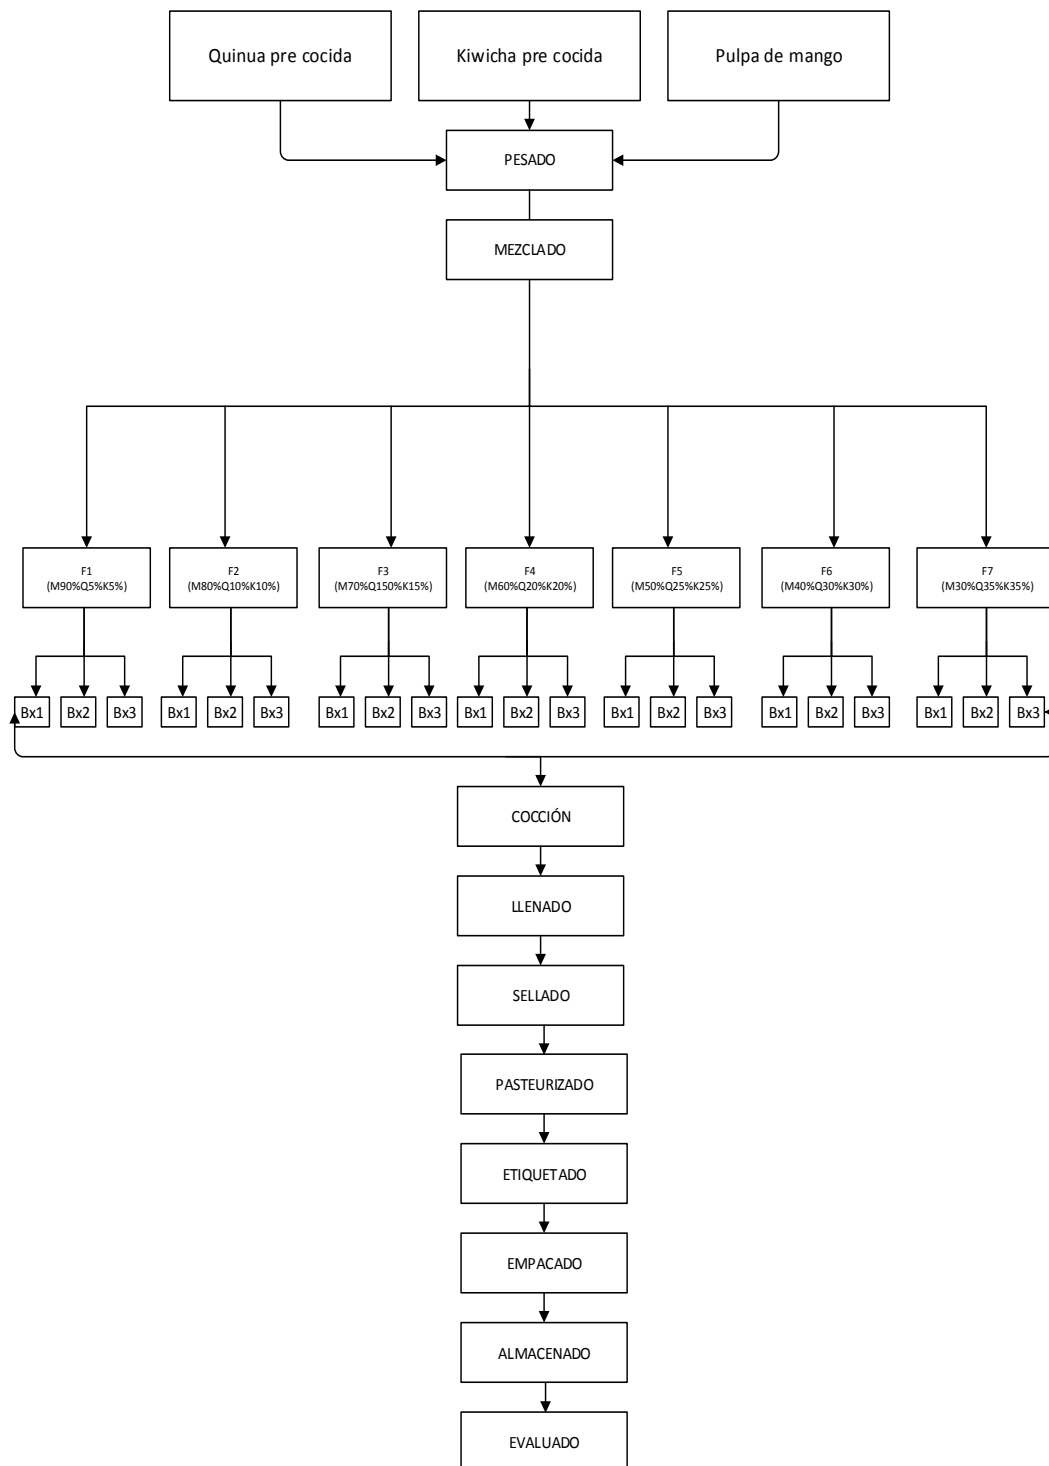 Quinua pre cocida
Kiwicha pre cocida
Pulpa de mango
PESADO
MEZCLADO
F1
(M90%Q5%K5%)
F2
(M80%Q10%K10%)
F3
(M70%Q150%K15%)
F4
(M60%Q20%K20%)
F5
(M50%Q25%K25%)
F6
(M40%Q30%K30%)
F7
(M30%Q35%K35%)
Bx1
Bx2
Bx3
Bx1
Bx2
Bx3
Bx1
Bx2
Bx3
Bx1
Bx2
Bx3
Bx1
Bx2
Bx3
Bx1
Bx2
Bx3
Bx1
Bx2
Bx3
COCCIÓN
LLENADO
SELLADO
PASTEURIZADO
ETIQUETADO
EMPACADO
ALMACENADO
EVALUADO